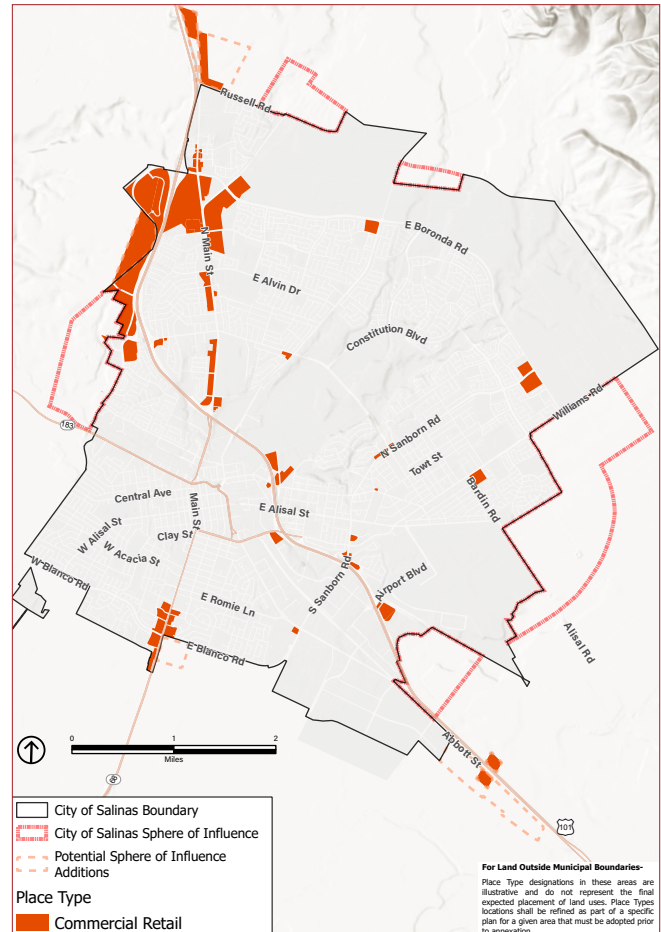 Russell Rd
E Boronda Rd
N Main St
E Alvin Dr
Constitution Blvd
Williams Rd
183
N Sanborn Rd
Towt St
Bardin Rd
Central Ave
Main St
E Alisal St
W Alisal St
Clay St
W Acacia St
W Blanco Rd
S Sanborn Rd
Airport Blvd
E Romie Ln
E Blanco Rd
Alisal Rd
Abbott St
0 1 2
Miles
68
101
City of Salinas Boundary
City of Salinas Sphere of Influence
Potential Sphere of Influence
Additions
Place Type
Commercial Retail
For Land Outside Municipal Boundaries-
Place Type designations in these areas are
illustrative and do not represent the final
expected placement of land uses. Place Types
locations shall be refined as part of a specific
plan for a given area that must be adopted prior
to annexation.